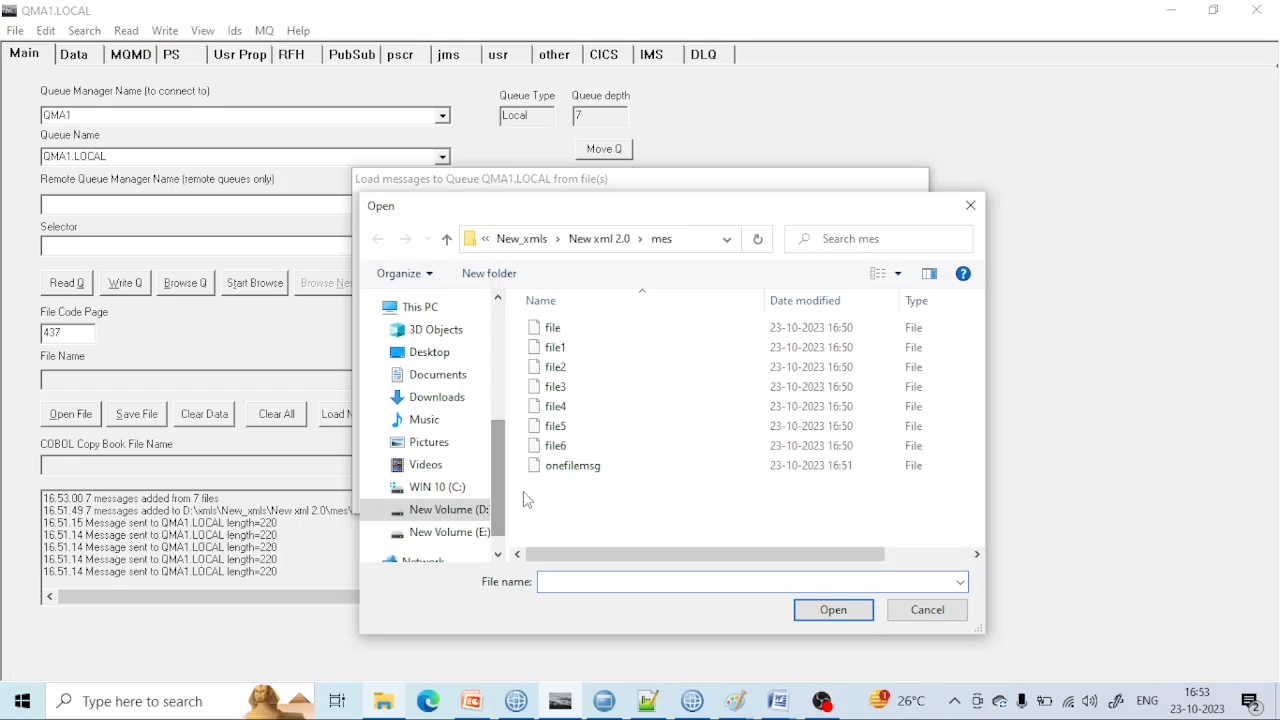 QMA1.LOCAL
File Edit Search Read Write View Ids MQ Help
Main Data MQMD PS Usr Prop RFH PubSub pscr jms usr other CICS IMS DLQ
Queue Manager Name (to connect to)
Queue Type Queue depth
QMA1
Local 7
Queue Name
QMA1.LOCAL
Move Q
Remote Queue Manager Name (remote queues only)
Selector
Read Q Write Q Browse Q Start Browse Browse Ne
File Code Page
437
File Name
Open File Save File Clear Data Clear All Load
COBOL Copy Book File Name
16.53.00 7 messages added from 7 files
16.51.49 7 messages added to D:\xmls\New_xmls\New xml 2.0\mes\
16.51.15 Message sent to QMA1.LOCAL length=220
16.51.14 Message sent to QMA1.LOCAL length=220
16.51.14 Message sent to QMA1.LOCAL length=220
16.51.14 Message sent to QMA1.LOCAL length=220
16.51.14 Message sent to QMA1.LOCAL length=220
Load messages to Queue QMA1.LOCAL from file(s)
Open
« New_xmls › New xml 2.0 › mes
Search mes
Organize New folder
This PC
3D Objects
Desktop
Documents
Downloads
Music
Pictures
Videos
WIN 10 (C:)
New Volume (D:
New Volume (E:)
Network
Name Date modified Type
file 23-10-2023 16:50 File
file1 23-10-2023 16:50 File
file2 23-10-2023 16:50 File
file3 23-10-2023 16:50 File
file4 23-10-2023 16:50 File
file5 23-10-2023 16:50 File
file6 23-10-2023 16:50 File
onefilemsg 23-10-2023 16:51 File
File name:
Open Cancel
Type here to search
1
26°C
ENG
16:53
23-10-2023
2